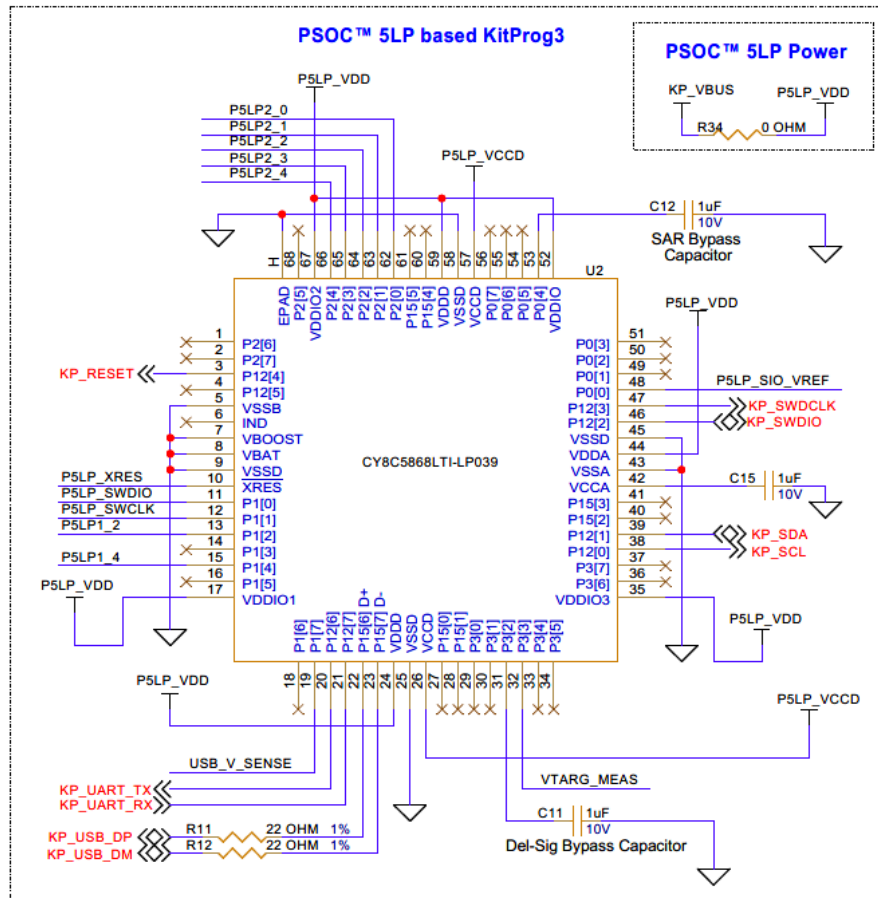 PSOC™ 5LP based KitProg3
PSOC™ 5LP Power
KP_VBUS P5LP_VDD
R34 0 OHM
P5LP_VDD
P5LP2_0
P5LP2_1
P5LP2_2
P5LP2_3
P5LP2_4
P5LP_VCCD
C12 1uF
10V
SAR Bypass
Capacitor
H 68 67 66 65 64 63 62 61 60 59 58 57 56 55 54 53 52
U2
EPAD P2[5] VDDIO2 P2[4] P2[3] P2[2] P2[1] P2[0] P15[5] P15[4] VDDD VSSD VCCD P0[7] P0[6] P0[5] P0[4] VDDIO
P5LP_VDD
1 P2[6] P0[3] 51
2 P2[7] P0[2] 50
KP_RESET 3 P12[4] P0[1] 49
4 P12[5] P0[0] 48 P5LP_SIO_VREF
5 VSSB P12[3] 47 KP_SWDCLK
6 IND P12[2] 46 KP_SWDIO
7 VBOOST VSSD 45
8 VBAT VDDA 44
9 VSSD CY8C5868LTI-LP039 VSSA 43
P5LP_XRES 10 XRES VCCA 42 C15 1uF
10V
P5LP_SWDIO 11 P1[0] P15[3] 41
P5LP_SWCLK 12 P1[1] P15[2] 40
P5LP1_2 13 P1[2] P12[1] 39 KP_SDA
14 P1[3] P12[0] 38 KP_SCL
P5LP1_4 15 P1[4] P3[7] 37
16 P1[5] P3[6] 36
P5LP_VDD 17 VDDIO1 VDDIO3 35
P5LP_VDD
P1[6] P1[7] P12[6] P12[7] P15[6] D+ P15[7] D- VDDD VSSD VCCD P15[0] P15[1] P3[0] P3[1] P3[2] P3[3] P3[4] P3[5]
18 19 20 21 22 23 24 25 26 27 28 29 30 31 32 33 34
P5LP_VDD
P5LP_VCCD
USB_V_SENSE
VTARG_MEAS
KP_UART_TX
KP_UART_RX
C11 1uF
10V
Del-Sig Bypass Capacitor
KP_USB_DP R11 22 OHM 1%
KP_USB_DM R12 22 OHM 1%